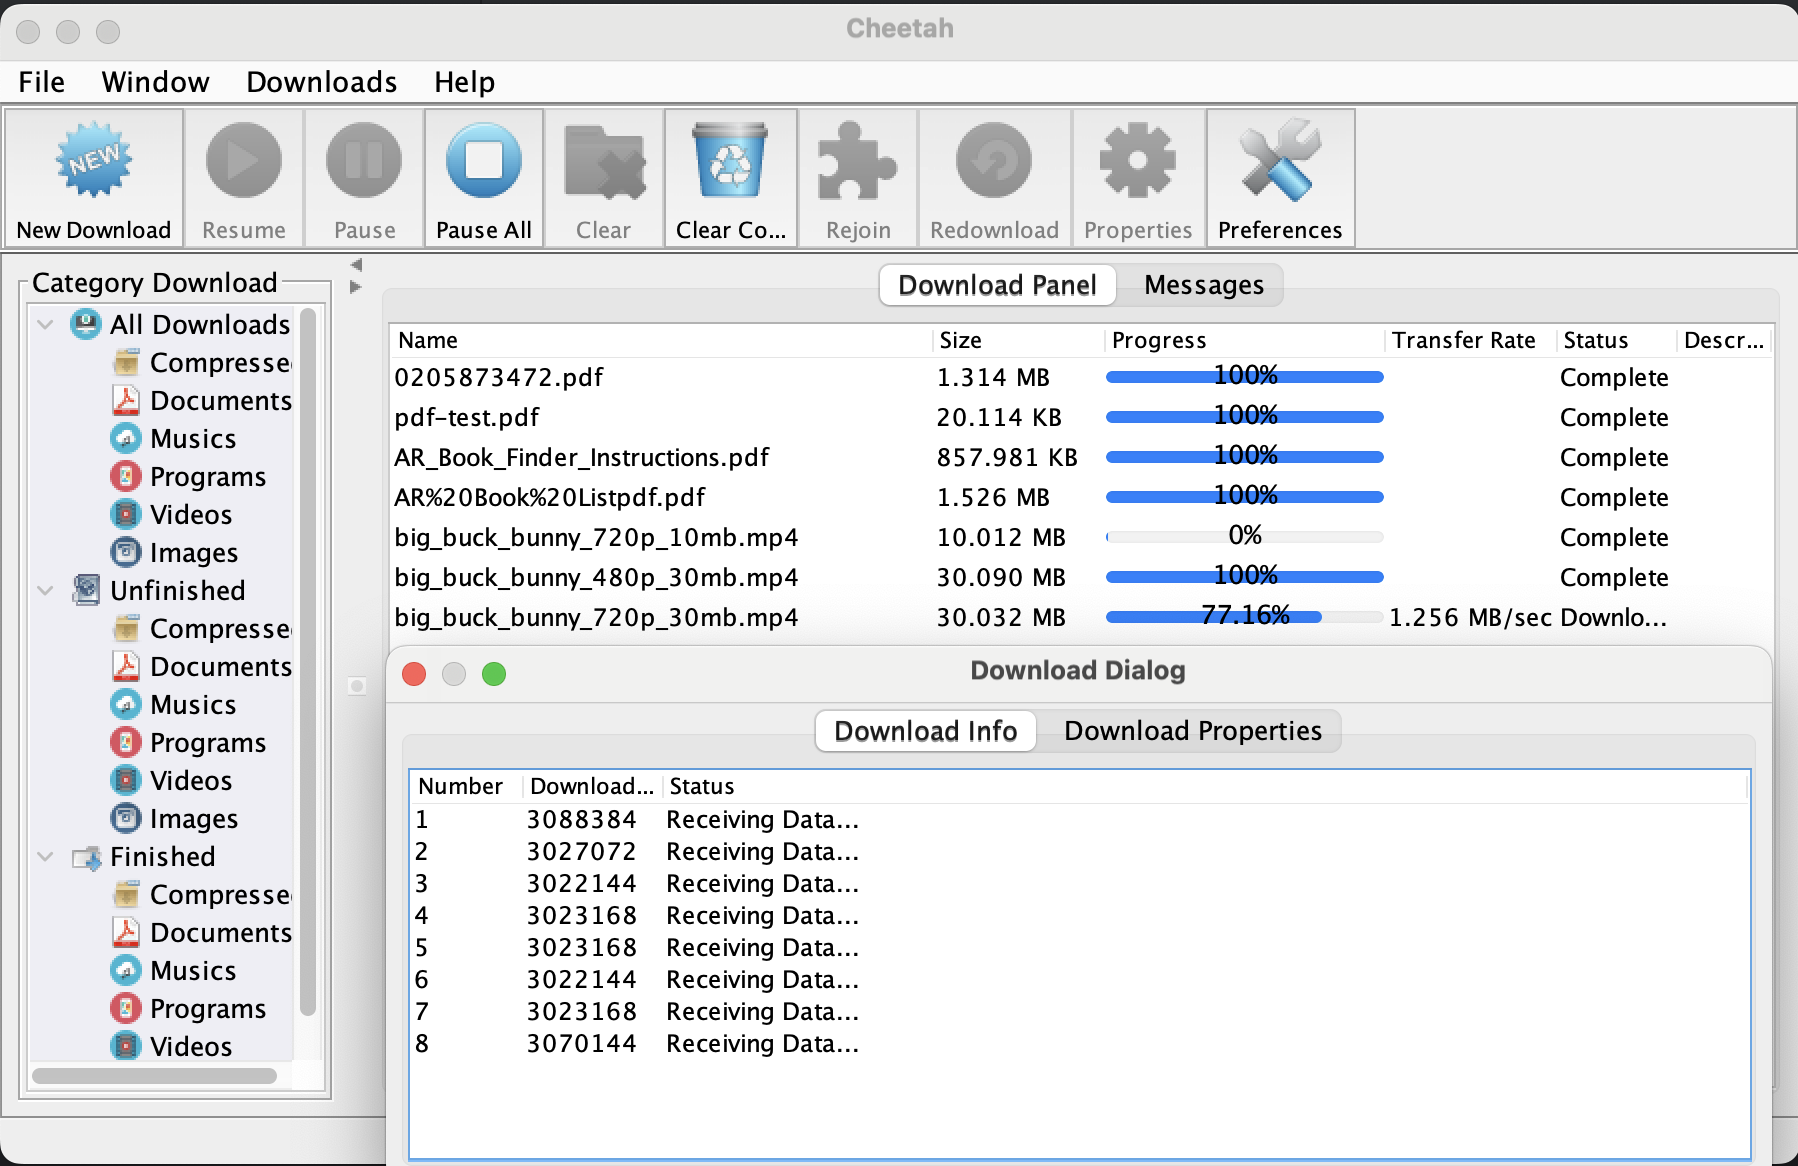 Cheetah
File Window Downloads Help
NEW
New Download Resume Pause Pause All Clear Clear Co... Rejoin Redownload Properties Preferences
Category Download
All Downloads
Compresse
Documents
Musics
Programs
Videos
Images
Unfinished
Compresse
Documents
Musics
Programs
Videos
Images
Finished
Compresse
Documents
Musics
Programs
Videos
Download Panel Messages
Name Size Progress Transfer Rate Status Descr...
0205873472.pdf 1.314 MB 100% Complete
pdf-test.pdf 20.114 KB 100% Complete
AR_Book_Finder_Instructions.pdf 857.981 KB 100% Complete
AR%20Book%20Listpdf.pdf 1.526 MB 100% Complete
big_buck_bunny_720p_10mb.mp4 10.012 MB 0% Complete
big_buck_bunny_480p_30mb.mp4 30.090 MB 100% Complete
big_buck_bunny_720p_30mb.mp4 30.032 MB 77.16% 1.256 MB/sec Downlo...
Download Dialog
Download Info Download Properties
Number Download... Status
1 3088384 Receiving Data...
2 3027072 Receiving Data...
3 3022144 Receiving Data...
4 3023168 Receiving Data...
5 3023168 Receiving Data...
6 3022144 Receiving Data...
7 3023168 Receiving Data...
8 3070144 Receiving Data...